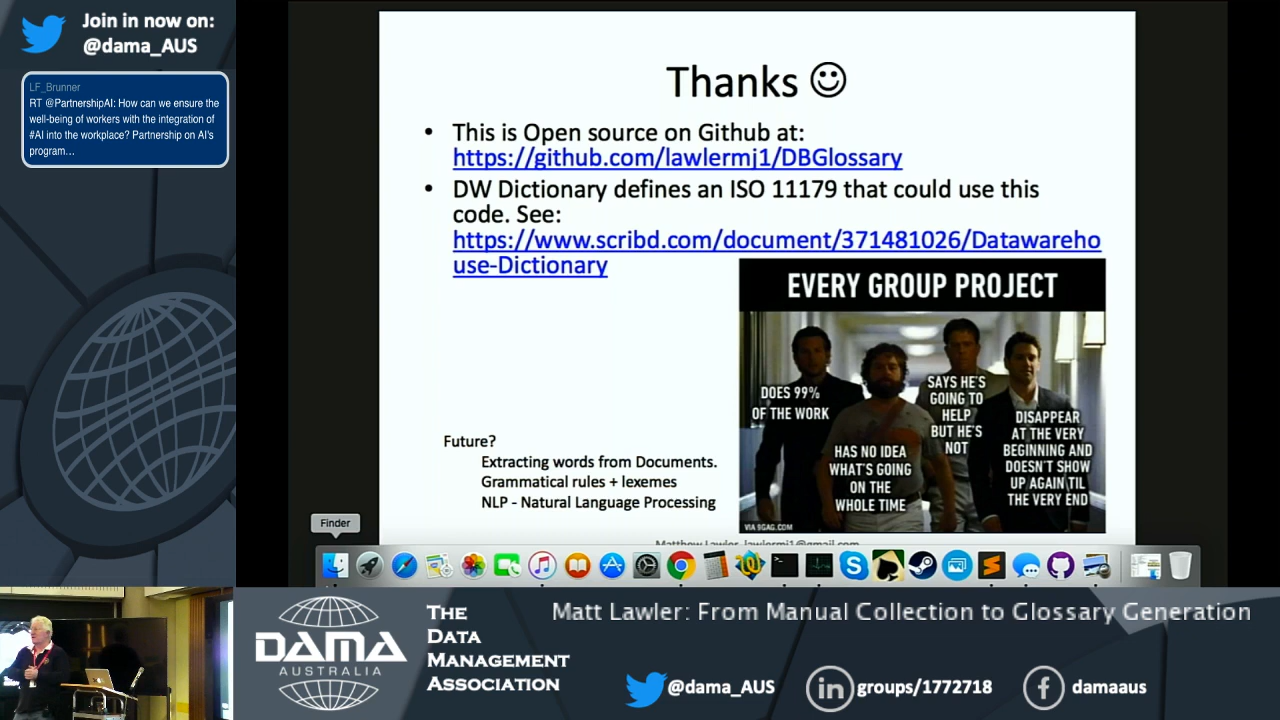 Join in now on:
@dama_AUS
LF_Brunner
RT @PartnershipAI: How can we ensure the
well-being of workers with the integration of
#AI into the workplace? Partnership on AI's
program…
Thanks ☺
• This is Open source on Github at:
https://github.com/lawlermj1/DBGlossary
• DW Dictionary defines an ISO 11179 that could use this
code. See:
https://www.scribd.com/document/371481026/Datawareho
use-Dictionary
EVERY GROUP PROJECT
DOES 99%
OF THE WORK
HAS NO IDEA
WHAT'S GOING
ON THE
WHOLE TIME
SAYS HE'S
GOING TO
HELP
BUT HE'S
NOT
DISAPPEAR
AT THE VERY
BEGINNING AND
DOESN'T SHOW
UP AGAIN 'TIL
THE VERY END
VIA 9GAG.COM
Future?
Extracting words from Documents.
Grammatical rules + lexemes
NLP - Natural Language Processing
Matthew Lawler lawlermj1@gmail.com
Finder
DAMA
AUSTRALIA
THE
DATA
MANAGEMENT
ASSOCIATION
Matt Lawler: From Manual Collection to Glossary Generation
@dama_AUS
in
groups/1772718
f
damaaus